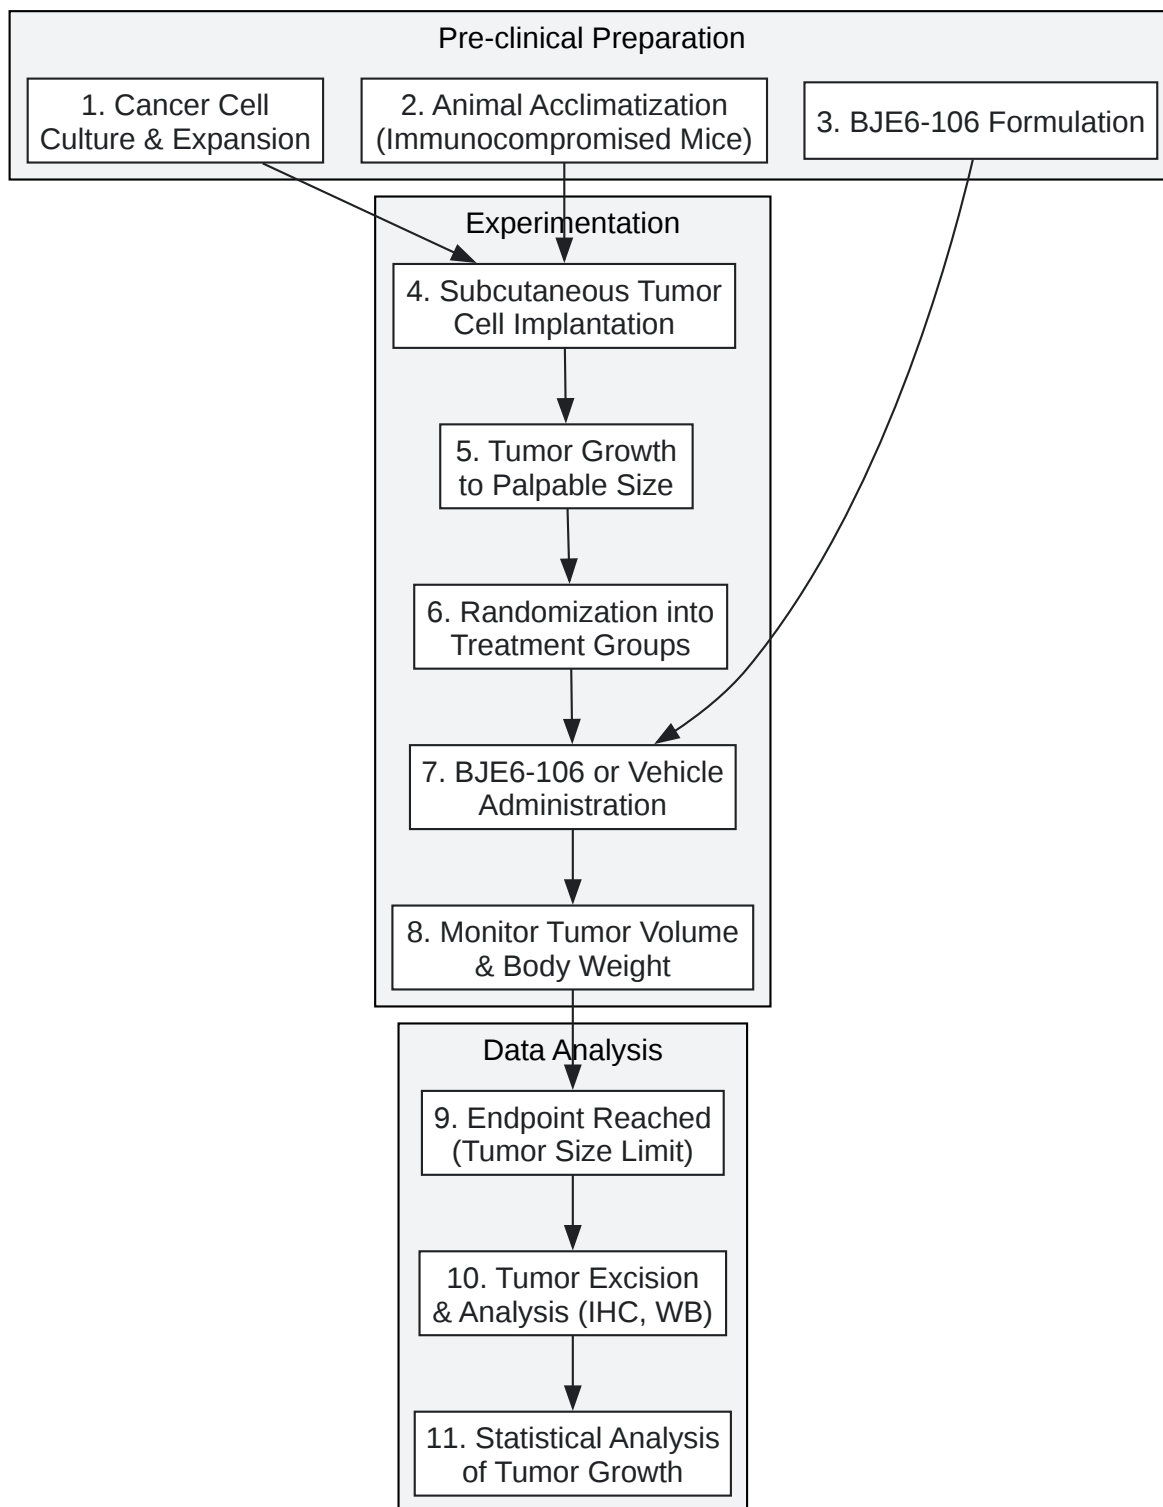 Pre-clinical Preparation
1. Cancer Cell
Culture & Expansion
2. Animal Acclimatization
(Immunocompromised Mice)
3. BJE6-106 Formulation
Experimentation
4. Subcutaneous Tumor
Cell Implantation
5. Tumor Growth
to Palpable Size
6. Randomization into
Treatment Groups
7. BJE6-106 or Vehicle
Administration
8. Monitor Tumor Volume
& Body Weight
Data Analysis
9. Endpoint Reached
(Tumor Size Limit)
10. Tumor Excision
& Analysis (IHC, WB)
11. Statistical Analysis
of Tumor Growth